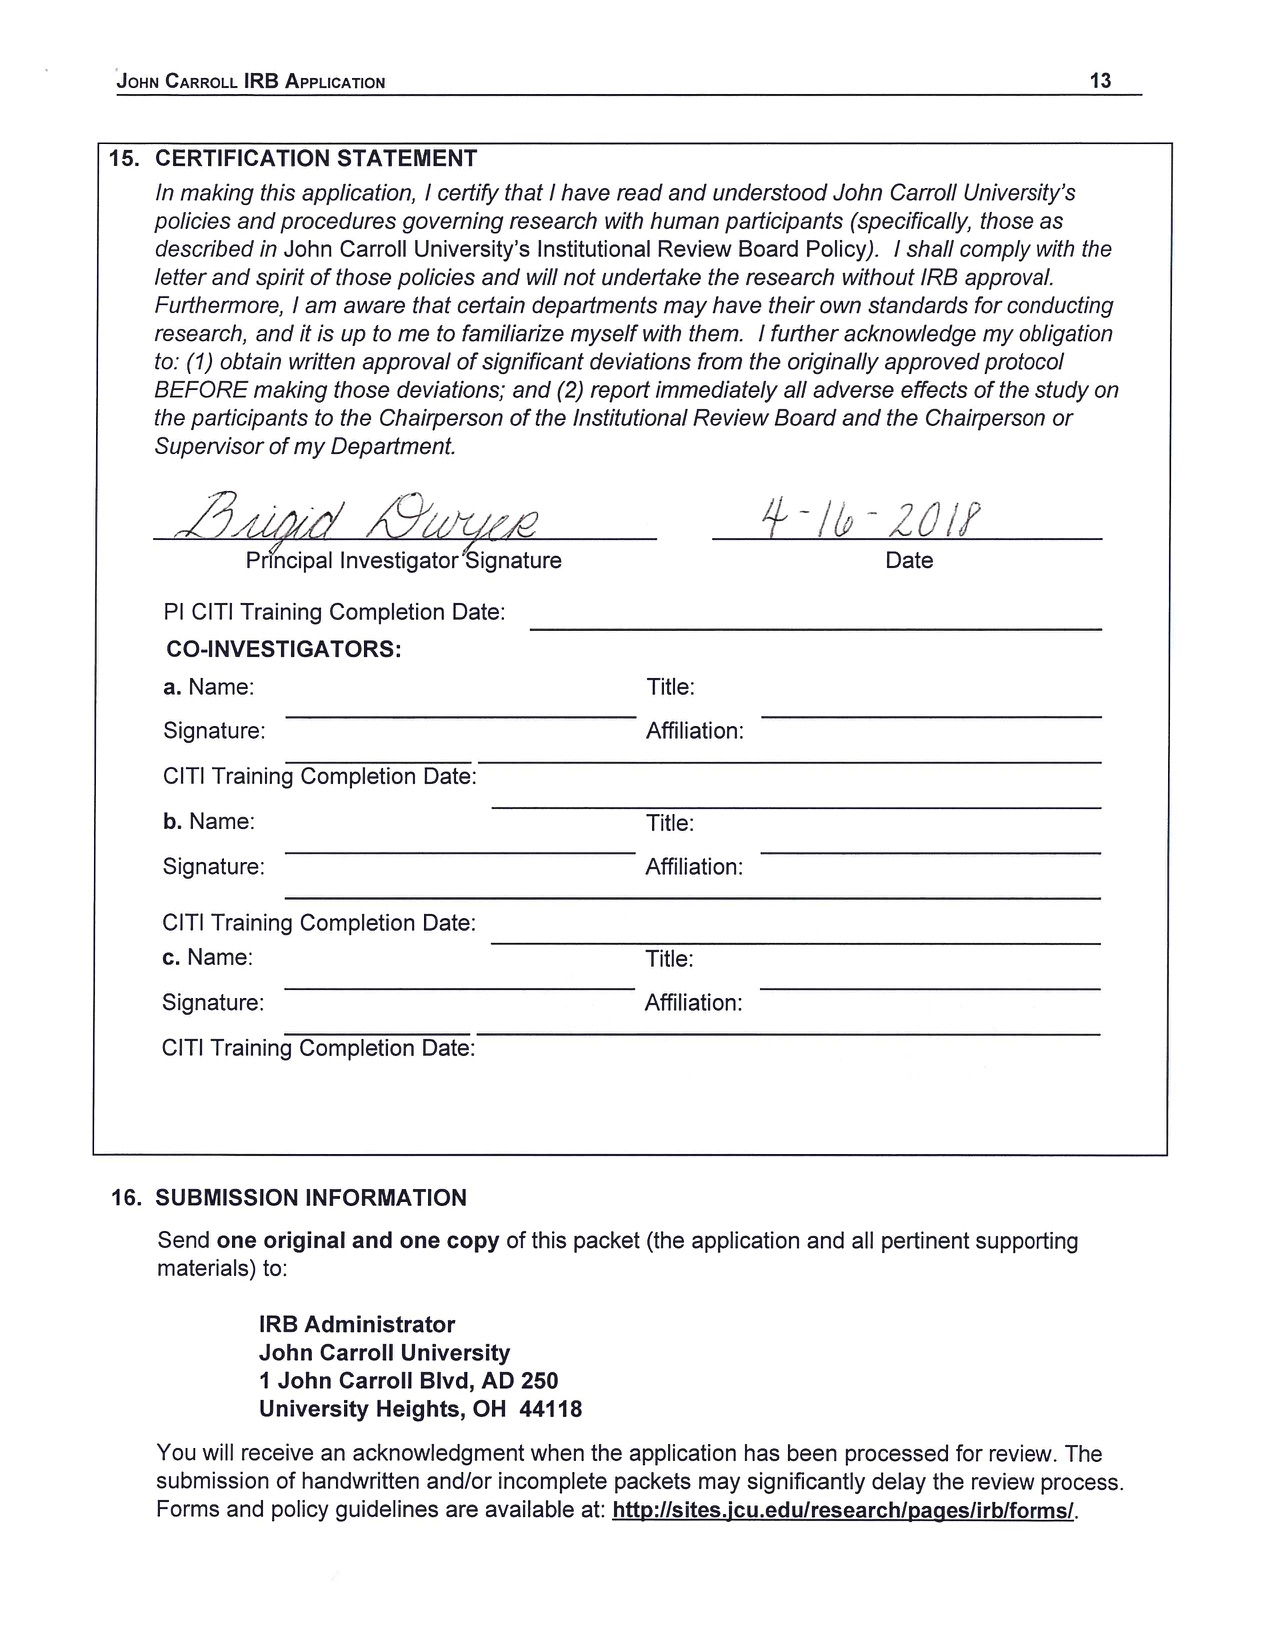 JOHN CARROLL IRB APPLICATION 13
15. CERTIFICATION STATEMENT
In making this application, I certify that I have read and understood John Carroll University's
policies and procedures governing research with human participants (specifically, those as
described in John Carroll University's Institutional Review Board Policy). I shall comply with the
letter and spirit of those policies and will not undertake the research without IRB approval.
Furthermore, I am aware that certain departments may have their own standards for conducting
research, and it is up to me to familiarize myself with them. I further acknowledge my obligation
to: (1) obtain written approval of significant deviations from the originally approved protocol
BEFORE making those deviations; and (2) report immediately all adverse effects of the study on
the participants to the Chairperson of the Institutional Review Board and the Chairperson or
Supervisor of my Department.
Brigid Dwyer 4-16-2018
Principal Investigator Signature Date
PI CITI Training Completion Date:
CO-INVESTIGATORS:
a. Name: Title:
Signature: Affiliation:
CITI Training Completion Date:
b. Name: Title:
Signature: Affiliation:
CITI Training Completion Date:
c. Name: Title:
Signature: Affiliation:
CITI Training Completion Date:
16. SUBMISSION INFORMATION
Send one original and one copy of this packet (the application and all pertinent supporting
materials) to:
IRB Administrator
John Carroll University
1 John Carroll Blvd, AD 250
University Heights, OH 44118
You will receive an acknowledgment when the application has been processed for review. The
submission of handwritten and/or incomplete packets may significantly delay the review process.
Forms and policy guidelines are available at: http://sites.jcu.edu/research/pages/irb/forms/.